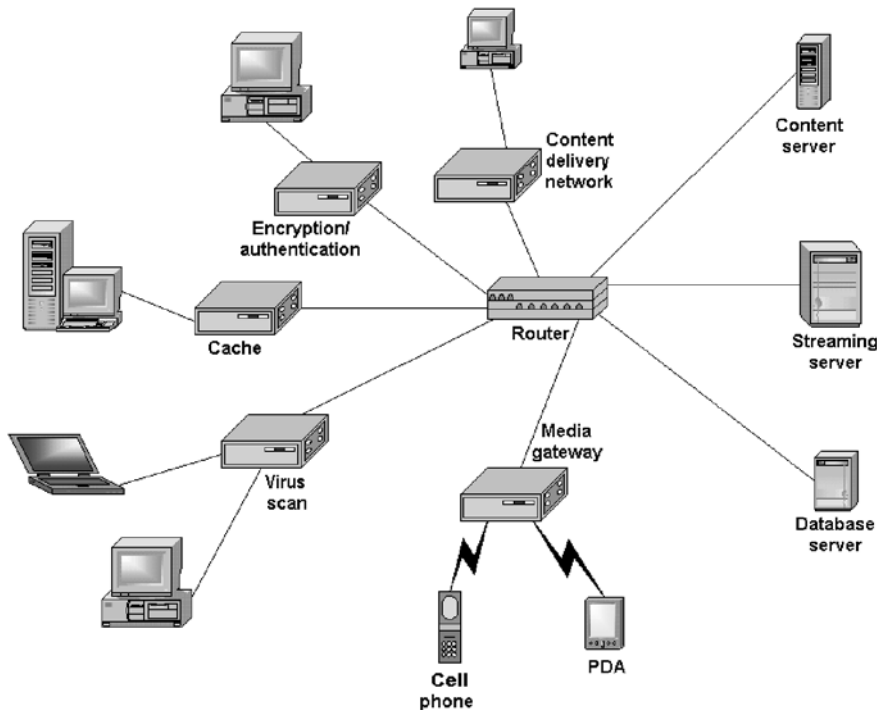 Content
delivery
network
Content
server
Encryption/
authentication
Cache
Router
Streaming
server
Virus
scan
Media
gateway
Database
server
Cell
phone
PDA